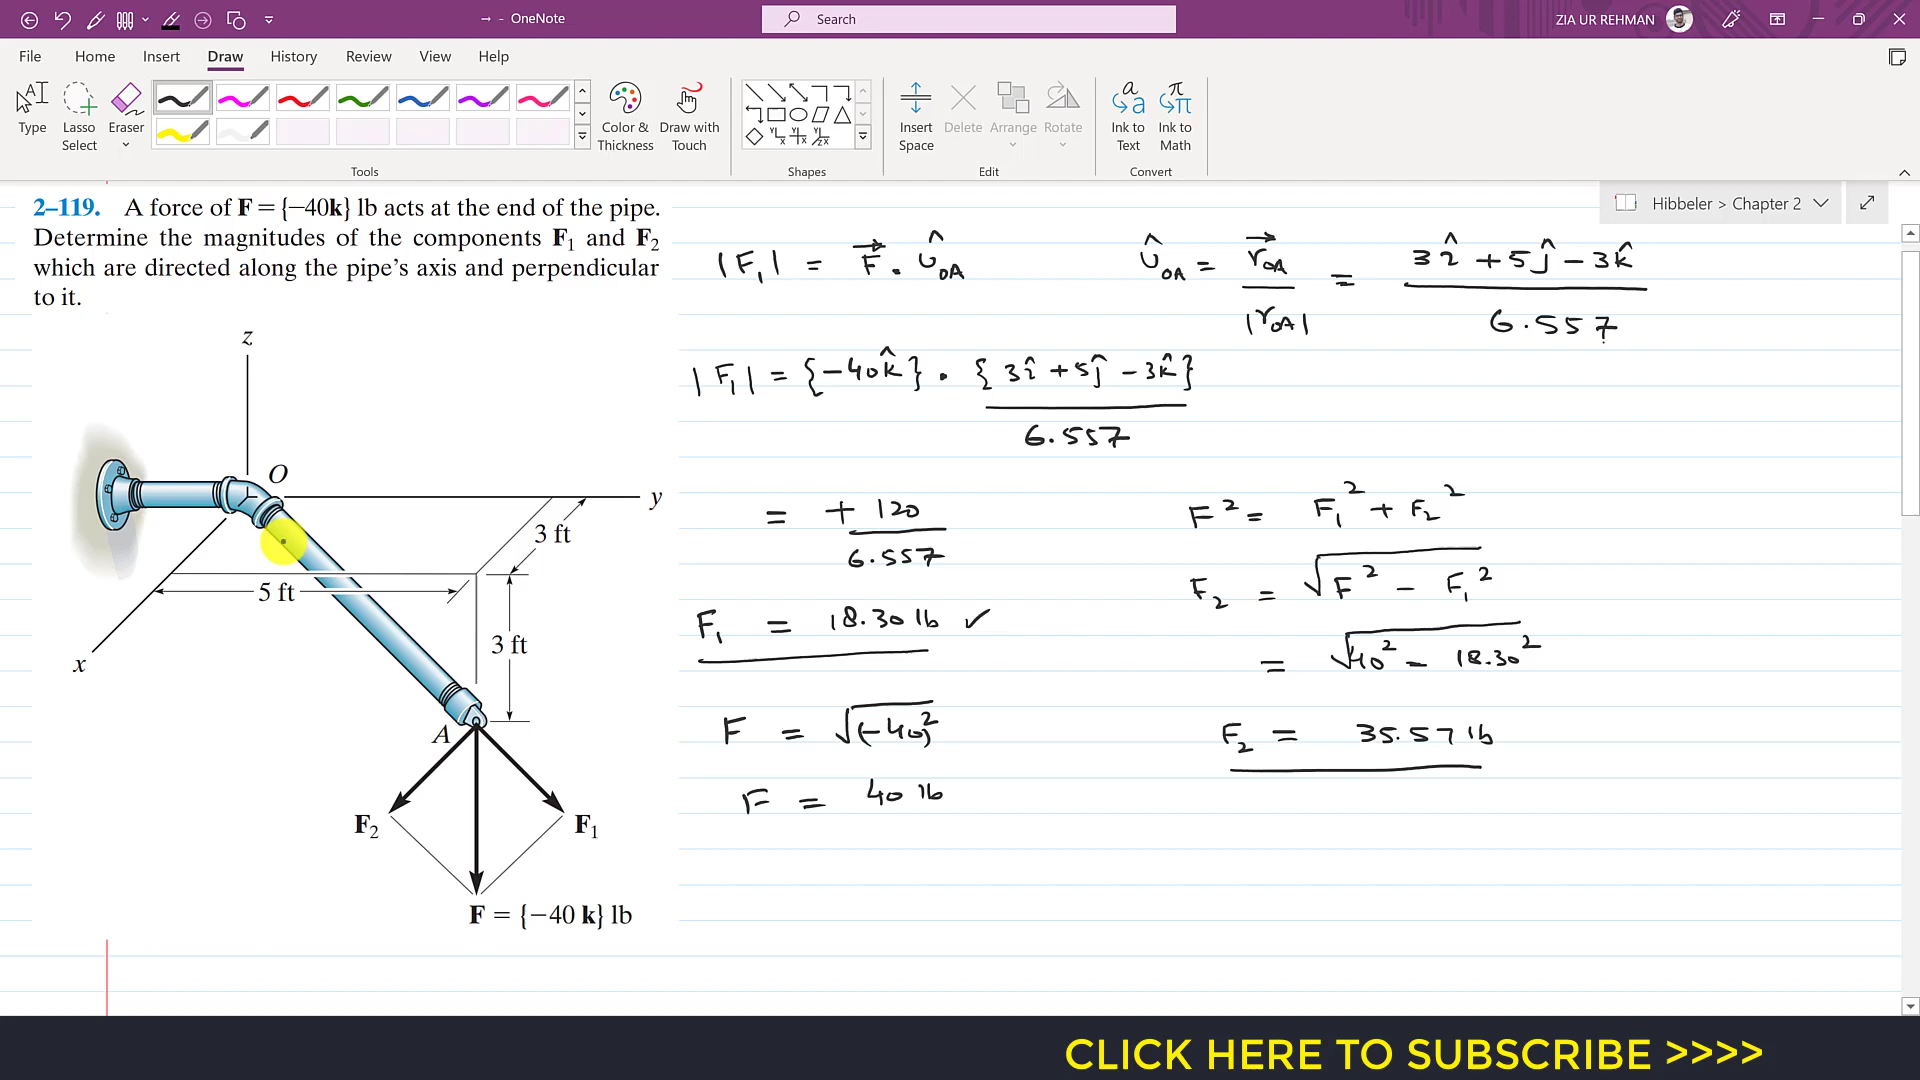 → - OneNote
Search
ZIA UR REHMAN
File Home Insert Draw History Review View Help
Type
Lasso Select
Eraser
Color & Thickness
Draw with Touch
Insert Space
Delete
Arrange
Rotate
Ink to Text
Ink to Math
Tools Shapes Edit Convert
Hibbeler > Chapter 2
2–119. A force of F = {−40k} lb acts at the end of the pipe.
Determine the magnitudes of the components F₁ and F₂
which are directed along the pipe's axis and perpendicular
to it.
z
O
y
3 ft
5 ft
3 ft
x
A
F₂
F₁
F = {−40 k} lb
|F₁| = F⃗ . û_OA
û_OA = r⃗_OA / |r_OA| = 3î + 5ĵ − 3k̂ / 6.557
|F₁| = {−40k̂} . {3î + 5ĵ − 3k̂} / 6.557
= + 120 / 6.557
F₁ = 18.30 lb ✓
F = √(−40)²
F = 40 lb
F² = F₁² + F₂²
F₂ = √F² − F₁²
= √40² − 18.30²
F₂ = 35.57 lb
CLICK HERE TO SUBSCRIBE >>>>